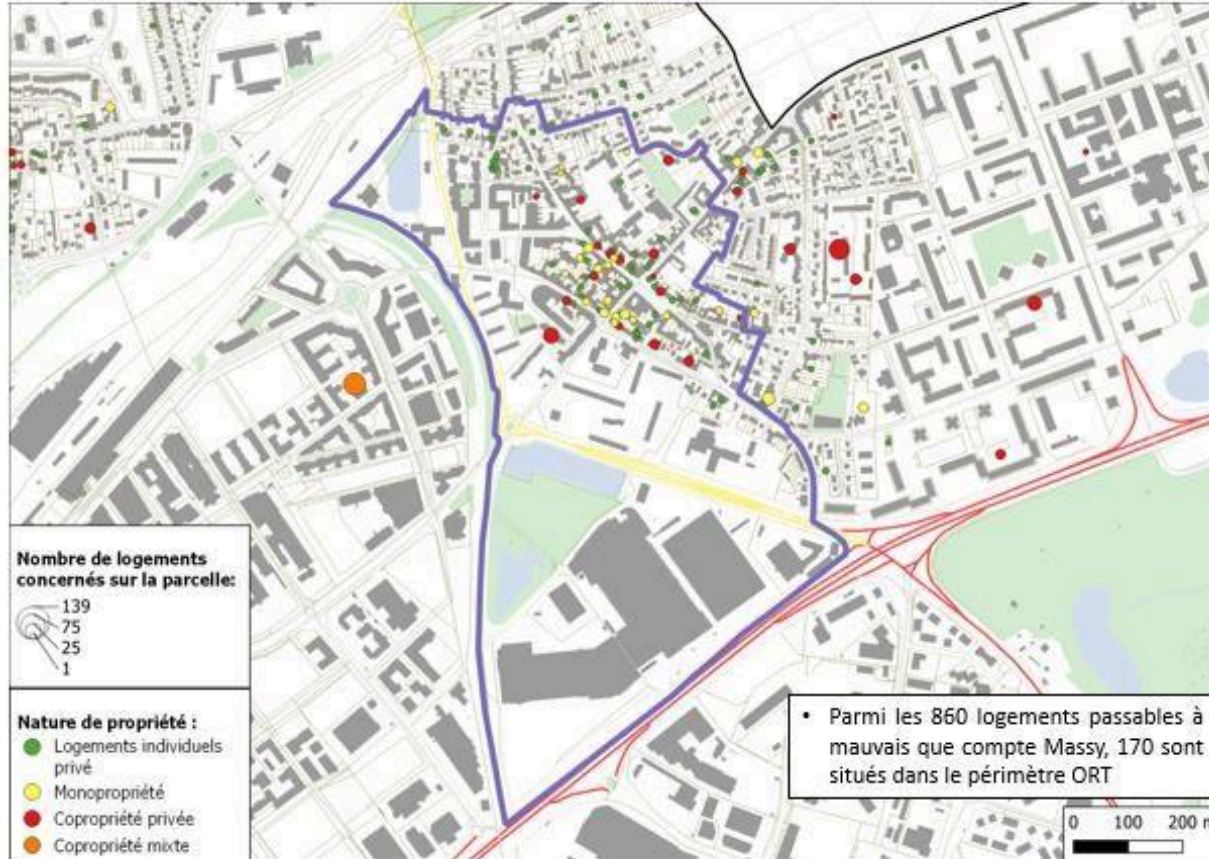 Nombre de logements
concernés sur la parcelle:
139
75
25
1
Nature de propriété :
Logements individuels
privé
Monopropriété
Copropriété privée
Copropriété mixte
• Parmi les 860 logements passables à
mauvais que compte Massy, 170 sont
situés dans le périmètre ORT
0 100 200 m